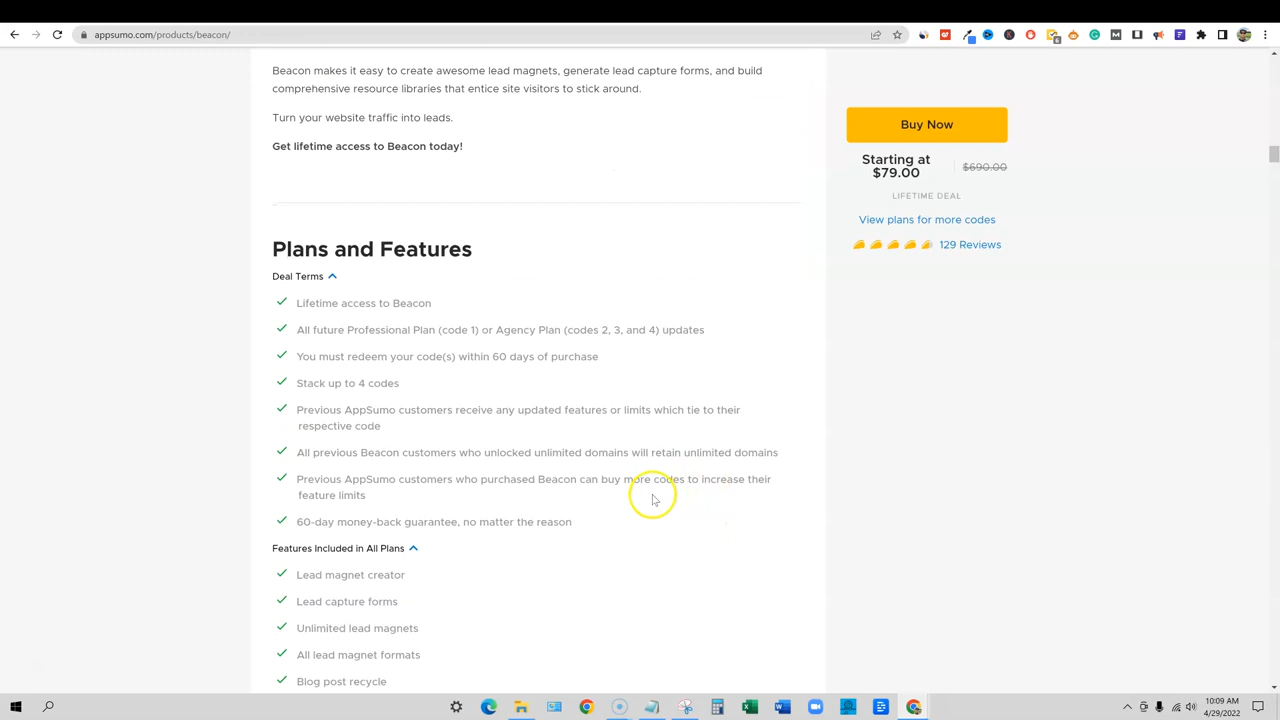 appsumo.com/products/beacon/
Beacon makes it easy to create awesome lead magnets, generate lead capture forms, and build
comprehensive resource libraries that entice site visitors to stick around.
Turn your website traffic into leads.
Get lifetime access to Beacon today!
Buy Now
Starting at
$79.00
$690.00
LIFETIME DEAL
View plans for more codes
129 Reviews
Plans and Features
Deal Terms
Lifetime access to Beacon
All future Professional Plan (code 1) or Agency Plan (codes 2, 3, and 4) updates
You must redeem your code(s) within 60 days of purchase
Stack up to 4 codes
Previous AppSumo customers receive any updated features or limits which tie to their
respective code
All previous Beacon customers who unlocked unlimited domains will retain unlimited domains
Previous AppSumo customers who purchased Beacon can buy more codes to increase their
feature limits
60-day money-back guarantee, no matter the reason
Features Included in All Plans
Lead magnet creator
Lead capture forms
Unlimited lead magnets
All lead magnet formats
Blog post recycle
10:09 AM
4/29/2022